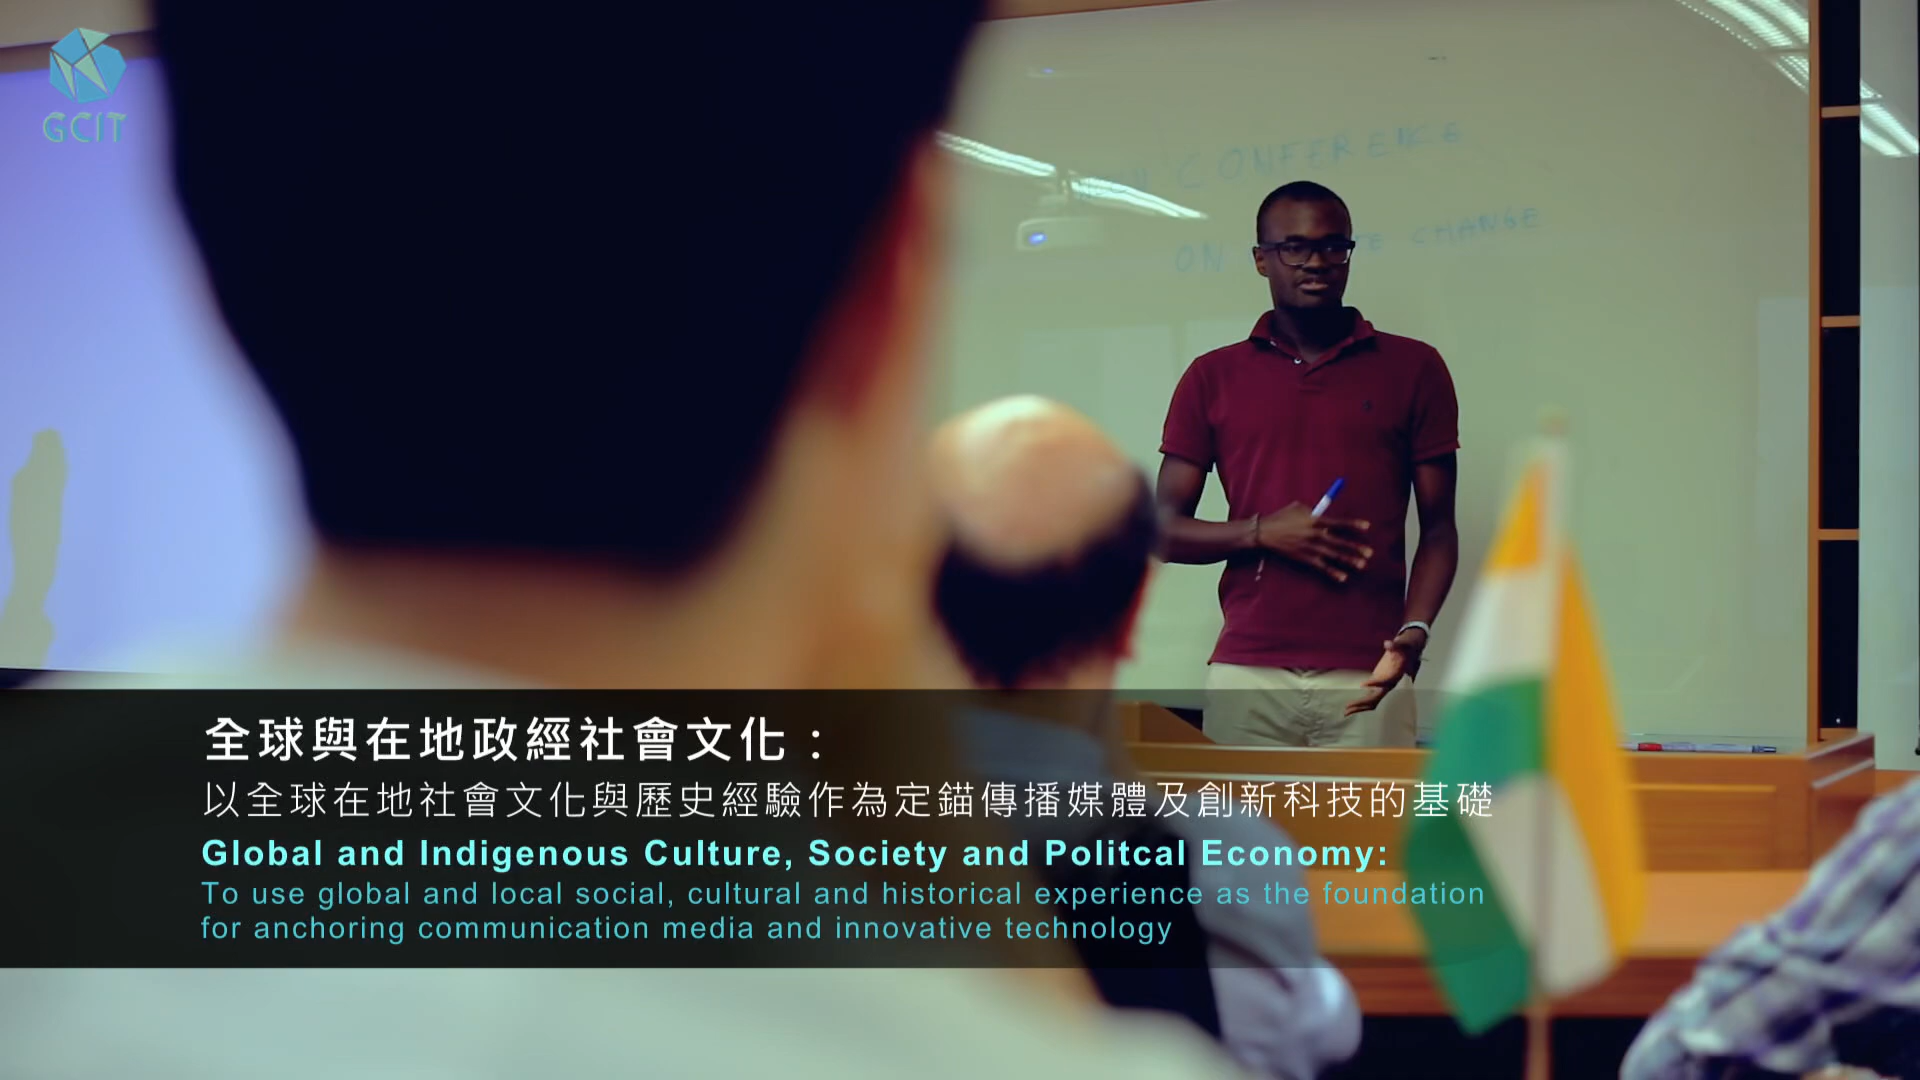 GCIT
CONFERENCE
ON CHANGE
全球與在地政經社會文化：
以全球在地社會文化與歷史經驗作為定錨傳播媒體及創新科技的基礎
Global and Indigenous Culture, Society and Politcal Economy:
To use global and local social, cultural and historical experience as the foundation
for anchoring communication media and innovative technology